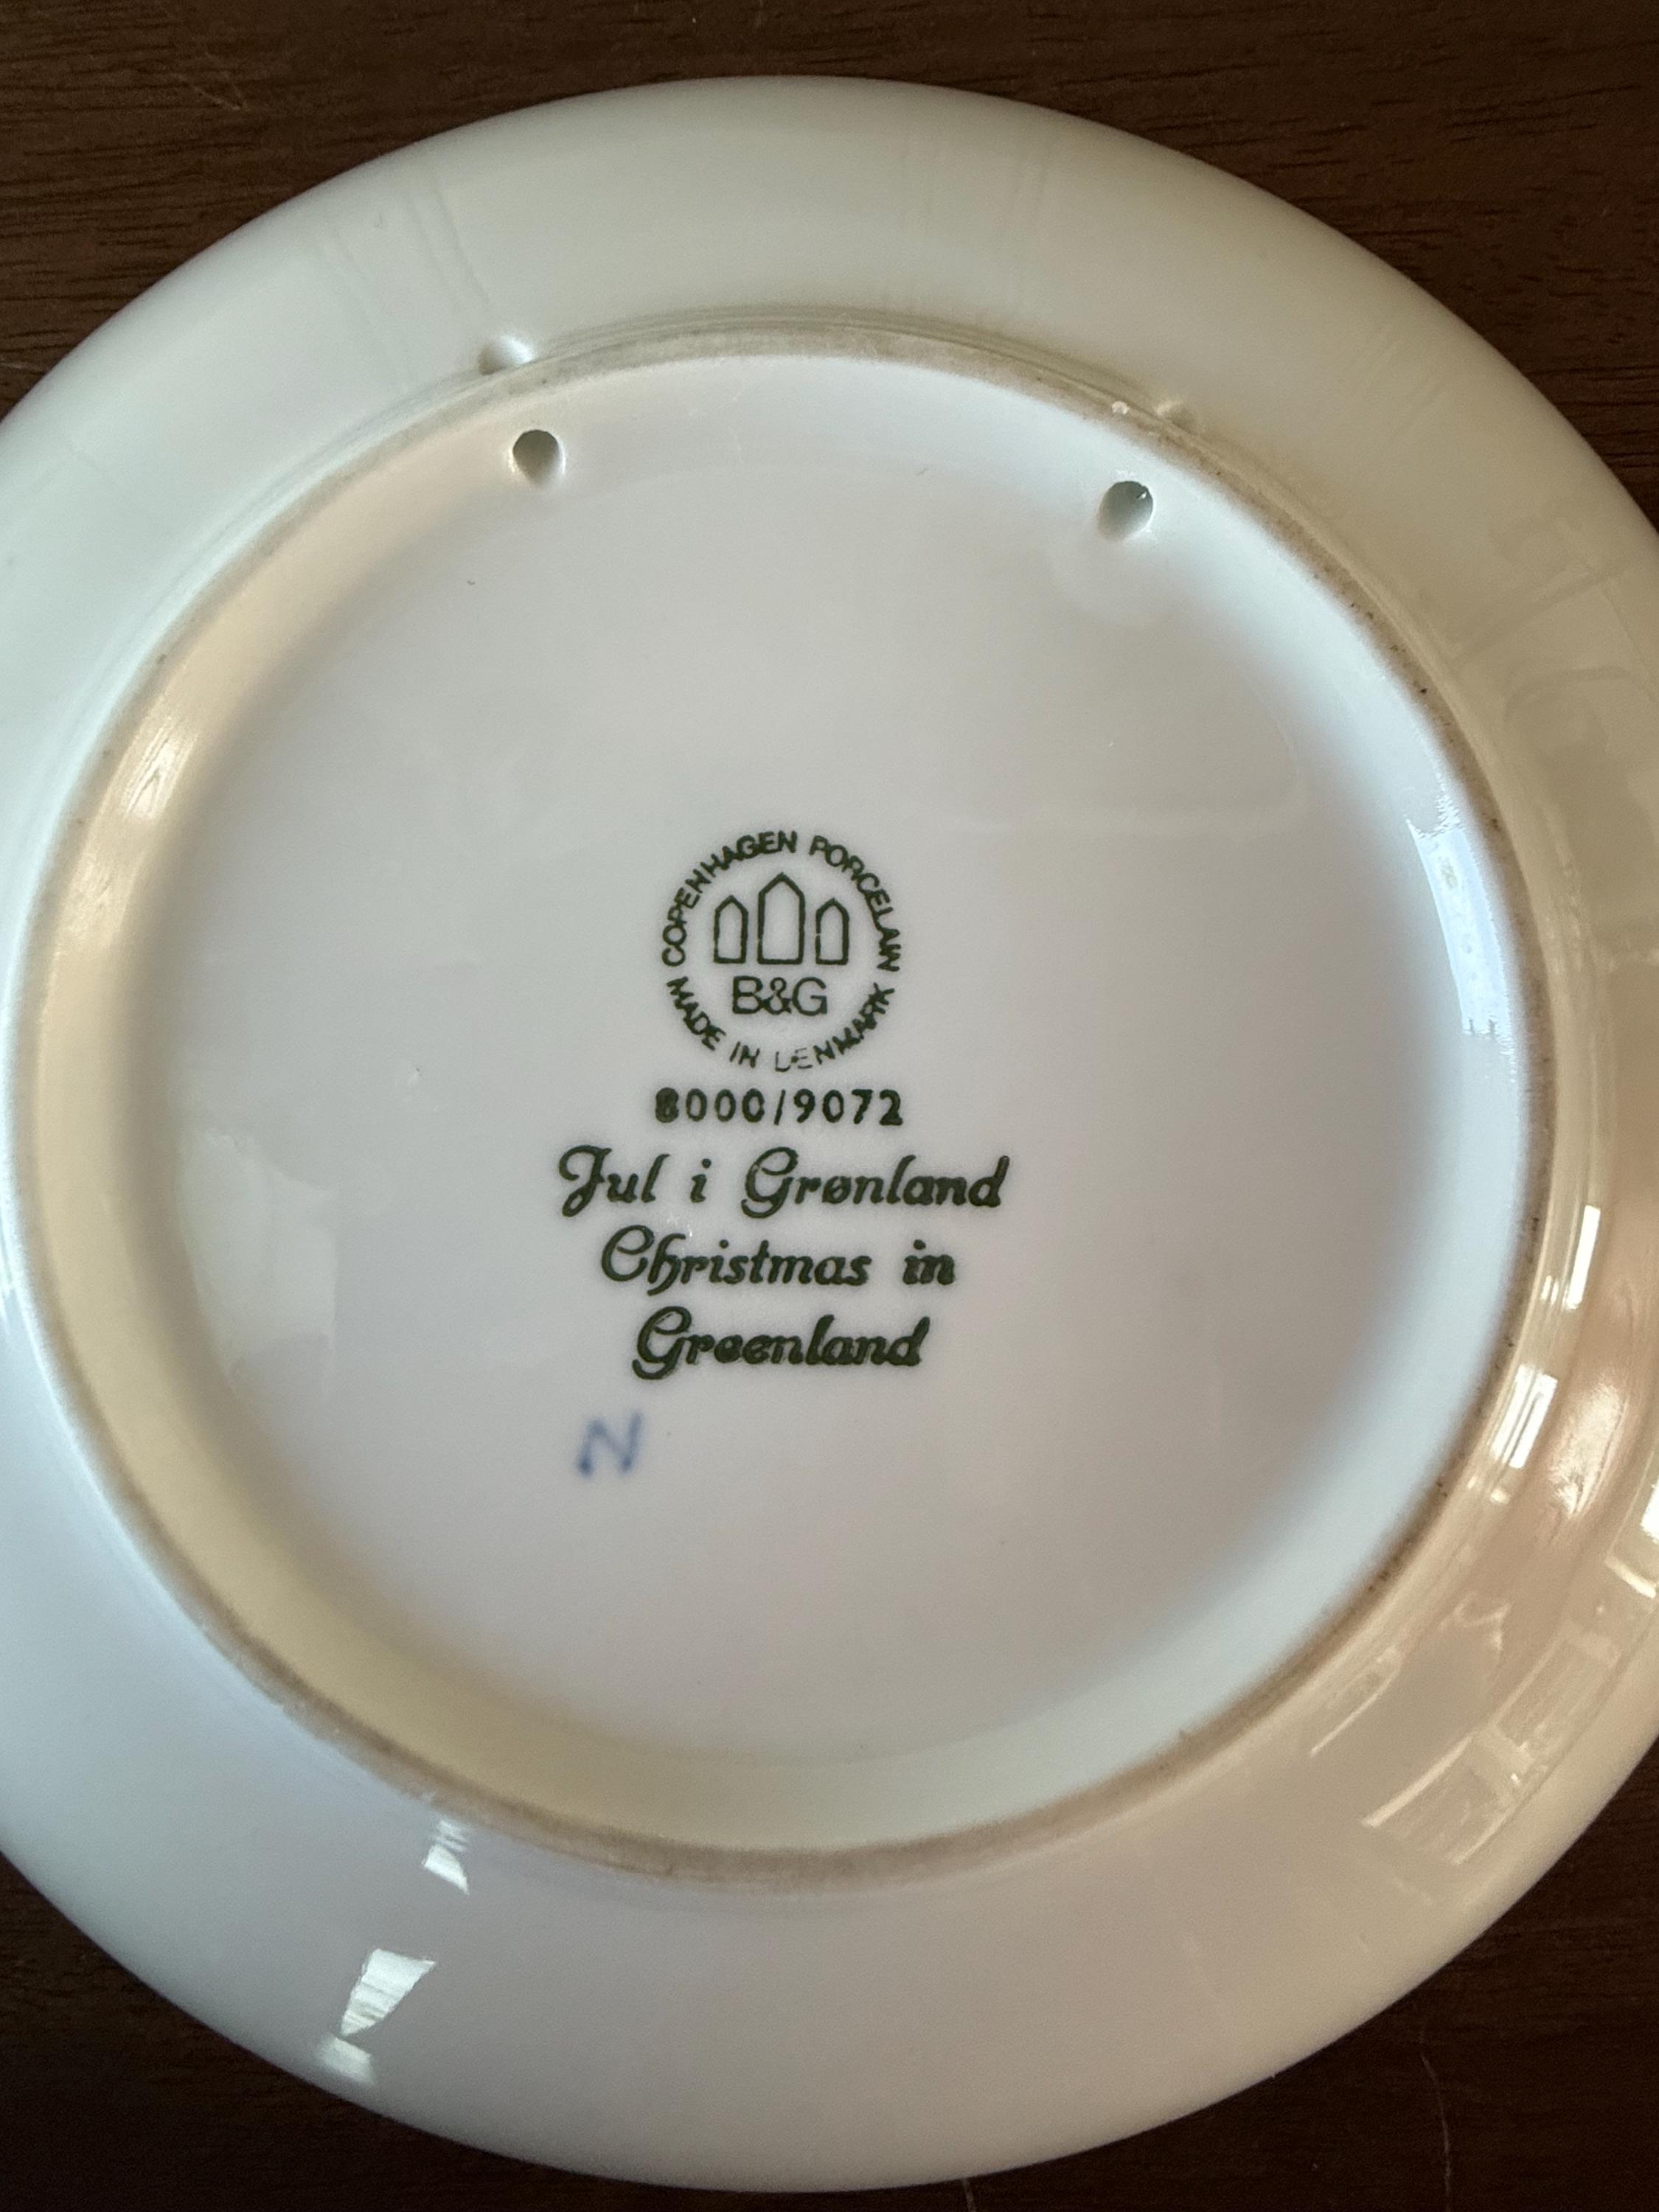 COPENHAGEN PORCELAIN
B&G
MADE IN DENMARK
8000/9072
Jul i Grønland
Christmas in
Greenland
N